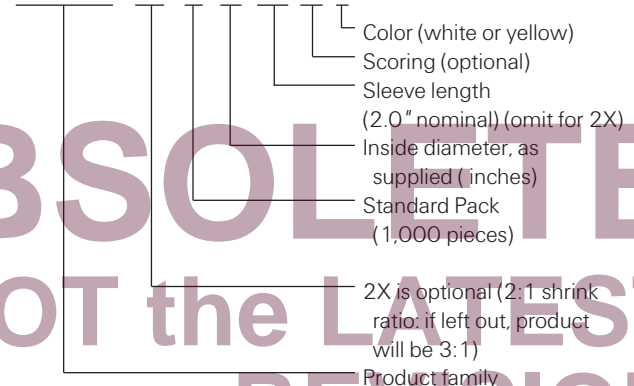 Color (white or yellow)
Scoring (optional)
Sleeve length
(2.0" nominal) (omit for 2X)
Inside diameter, as
supplied ( inches)
Standard Pack
(1,000 pieces)
2X is optional (2:1 shrink
ratio: if left out, product
will be 3:1)
Product family
BSOLETE
OT the LATEST